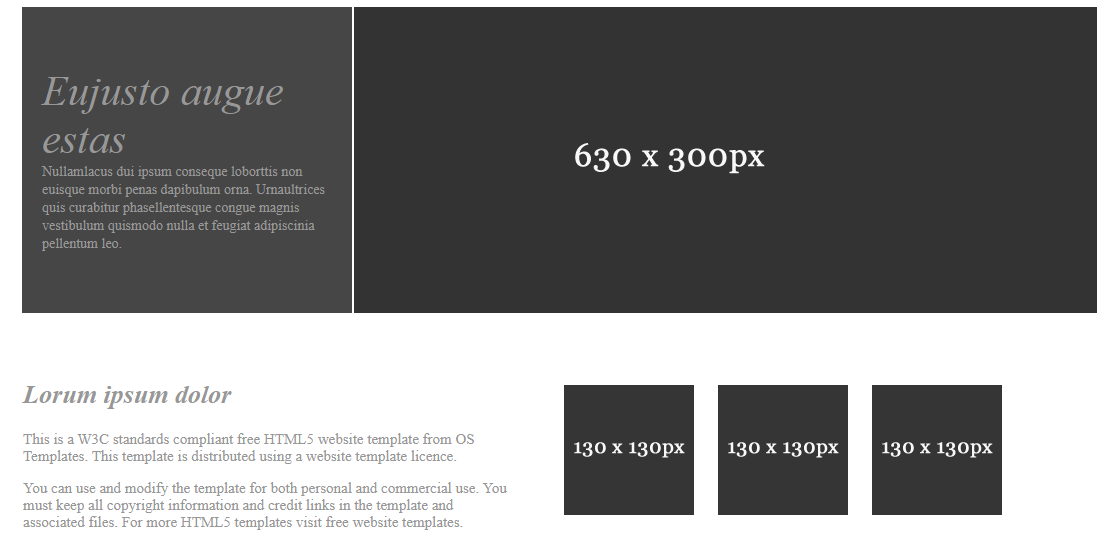 Eujusto augue
estas
Nullamlacus dui ipsum conseque loborttis non
euisque morbi penas dapibulum orna. Urnaultrices
quis curabitur phasellentesque congue magnis
vestibulum quismodo nulla et feugiat adipiscinia
pellentum leo.
630 x 300px
Lorum ipsum dolor
This is a W3C standards compliant free HTML5 website template from OS
Templates. This template is distributed using a website template licence.
You can use and modify the template for both personal and commercial use. You
must keep all copyright information and credit links in the template and
associated files. For more HTML5 templates visit free website templates.
130 x 130px
130 x 130px
130 x 130px